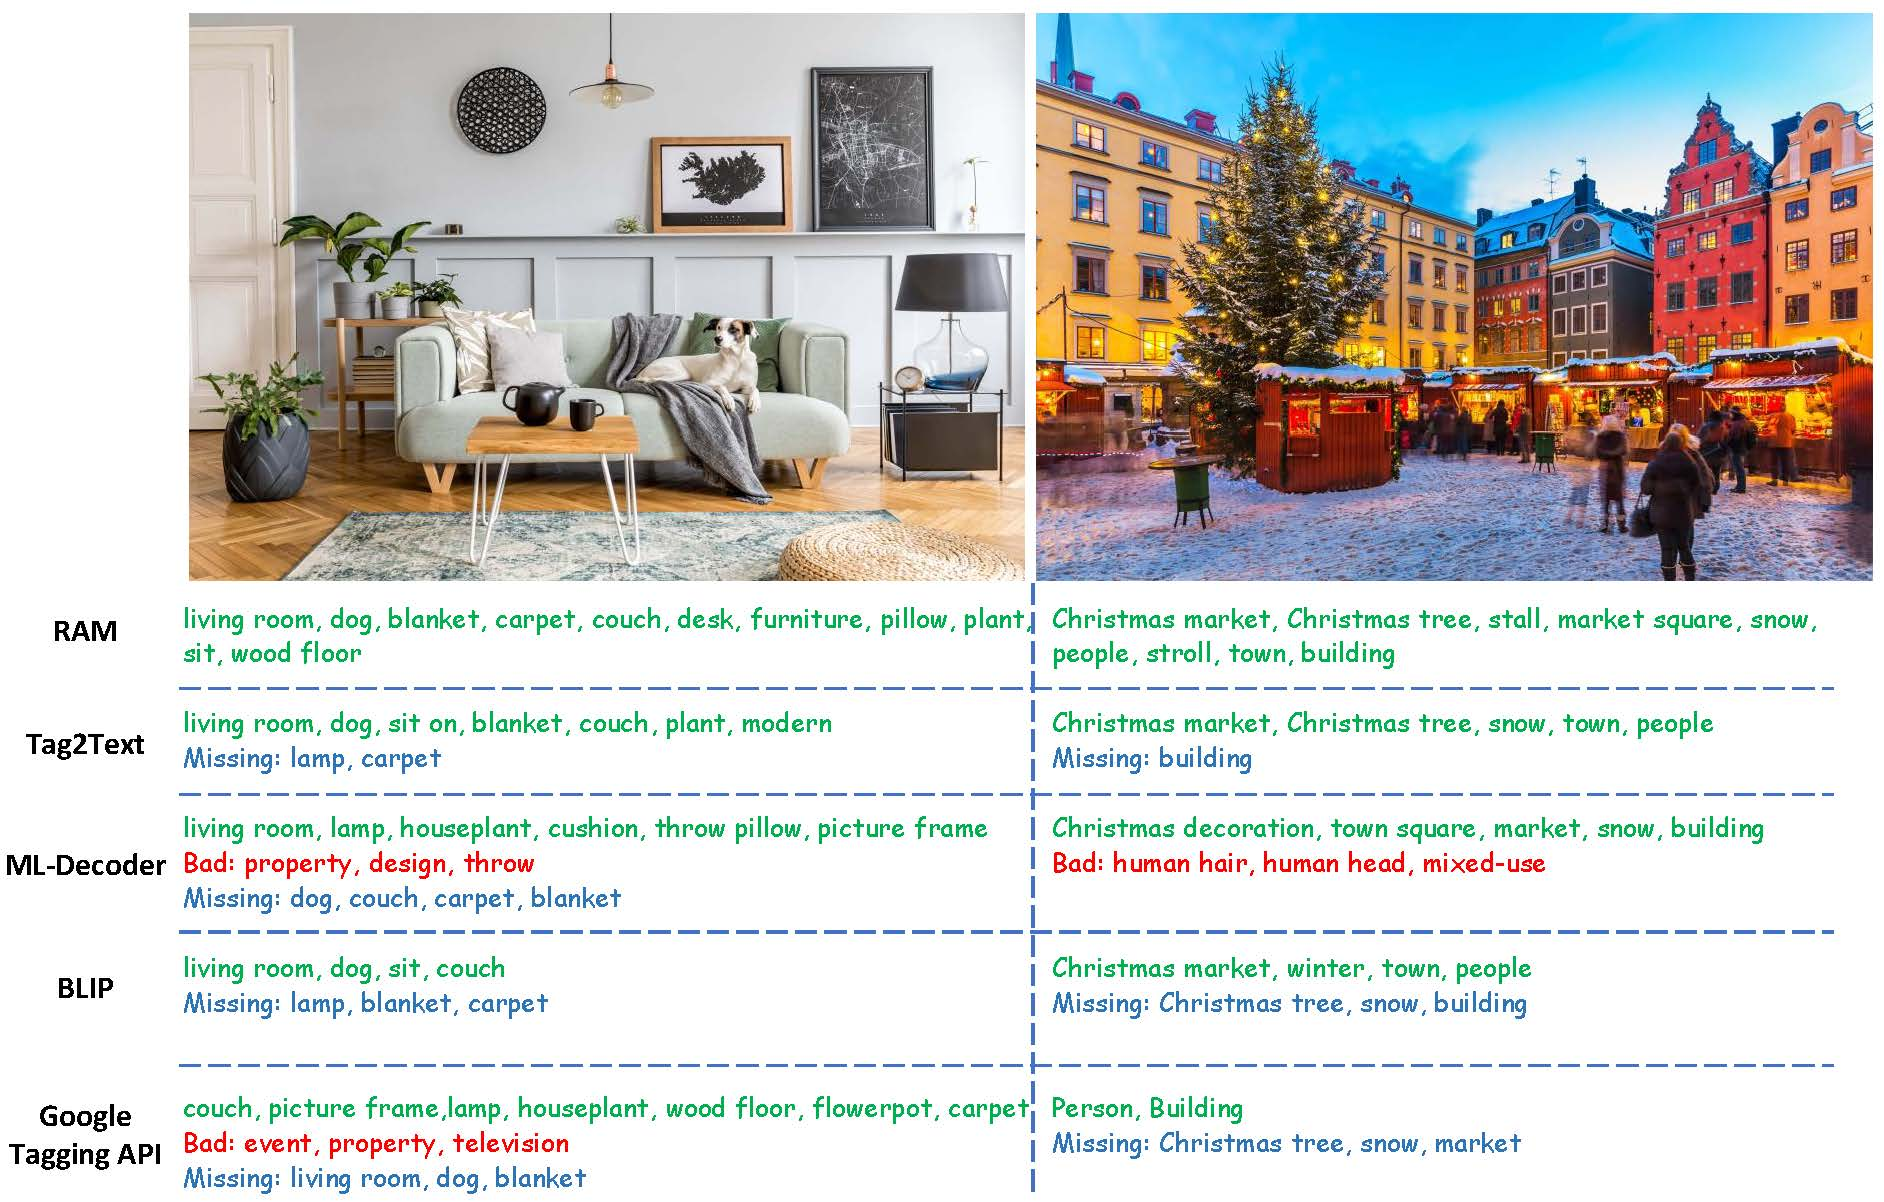 RAM
living room, dog, blanket, carpet, couch, desk, furniture, pillow, plant,
sit, wood floor
Christmas market, Christmas tree, stall, market square, snow,
people, stroll, town, building
Tag2Text
living room, dog, sit on, blanket, couch, plant, modern
Missing: lamp, carpet
Christmas market, Christmas tree, snow, town, people
Missing: building
ML-Decoder
living room, lamp, houseplant, cushion, throw pillow, picture frame
Bad: property, design, throw
Missing: dog, couch, carpet, blanket
Christmas decoration, town square, market, snow, building
Bad: human hair, human head, mixed-use
BLIP
living room, dog, sit, couch
Missing: lamp, blanket, carpet
Christmas market, winter, town, people
Missing: Christmas tree, snow, building
Google
Tagging API
couch, picture frame,lamp, houseplant, wood floor, flowerpot, carpet
Bad: event, property, television
Missing: living room, dog, blanket
Person, Building
Missing: Christmas tree, snow, market